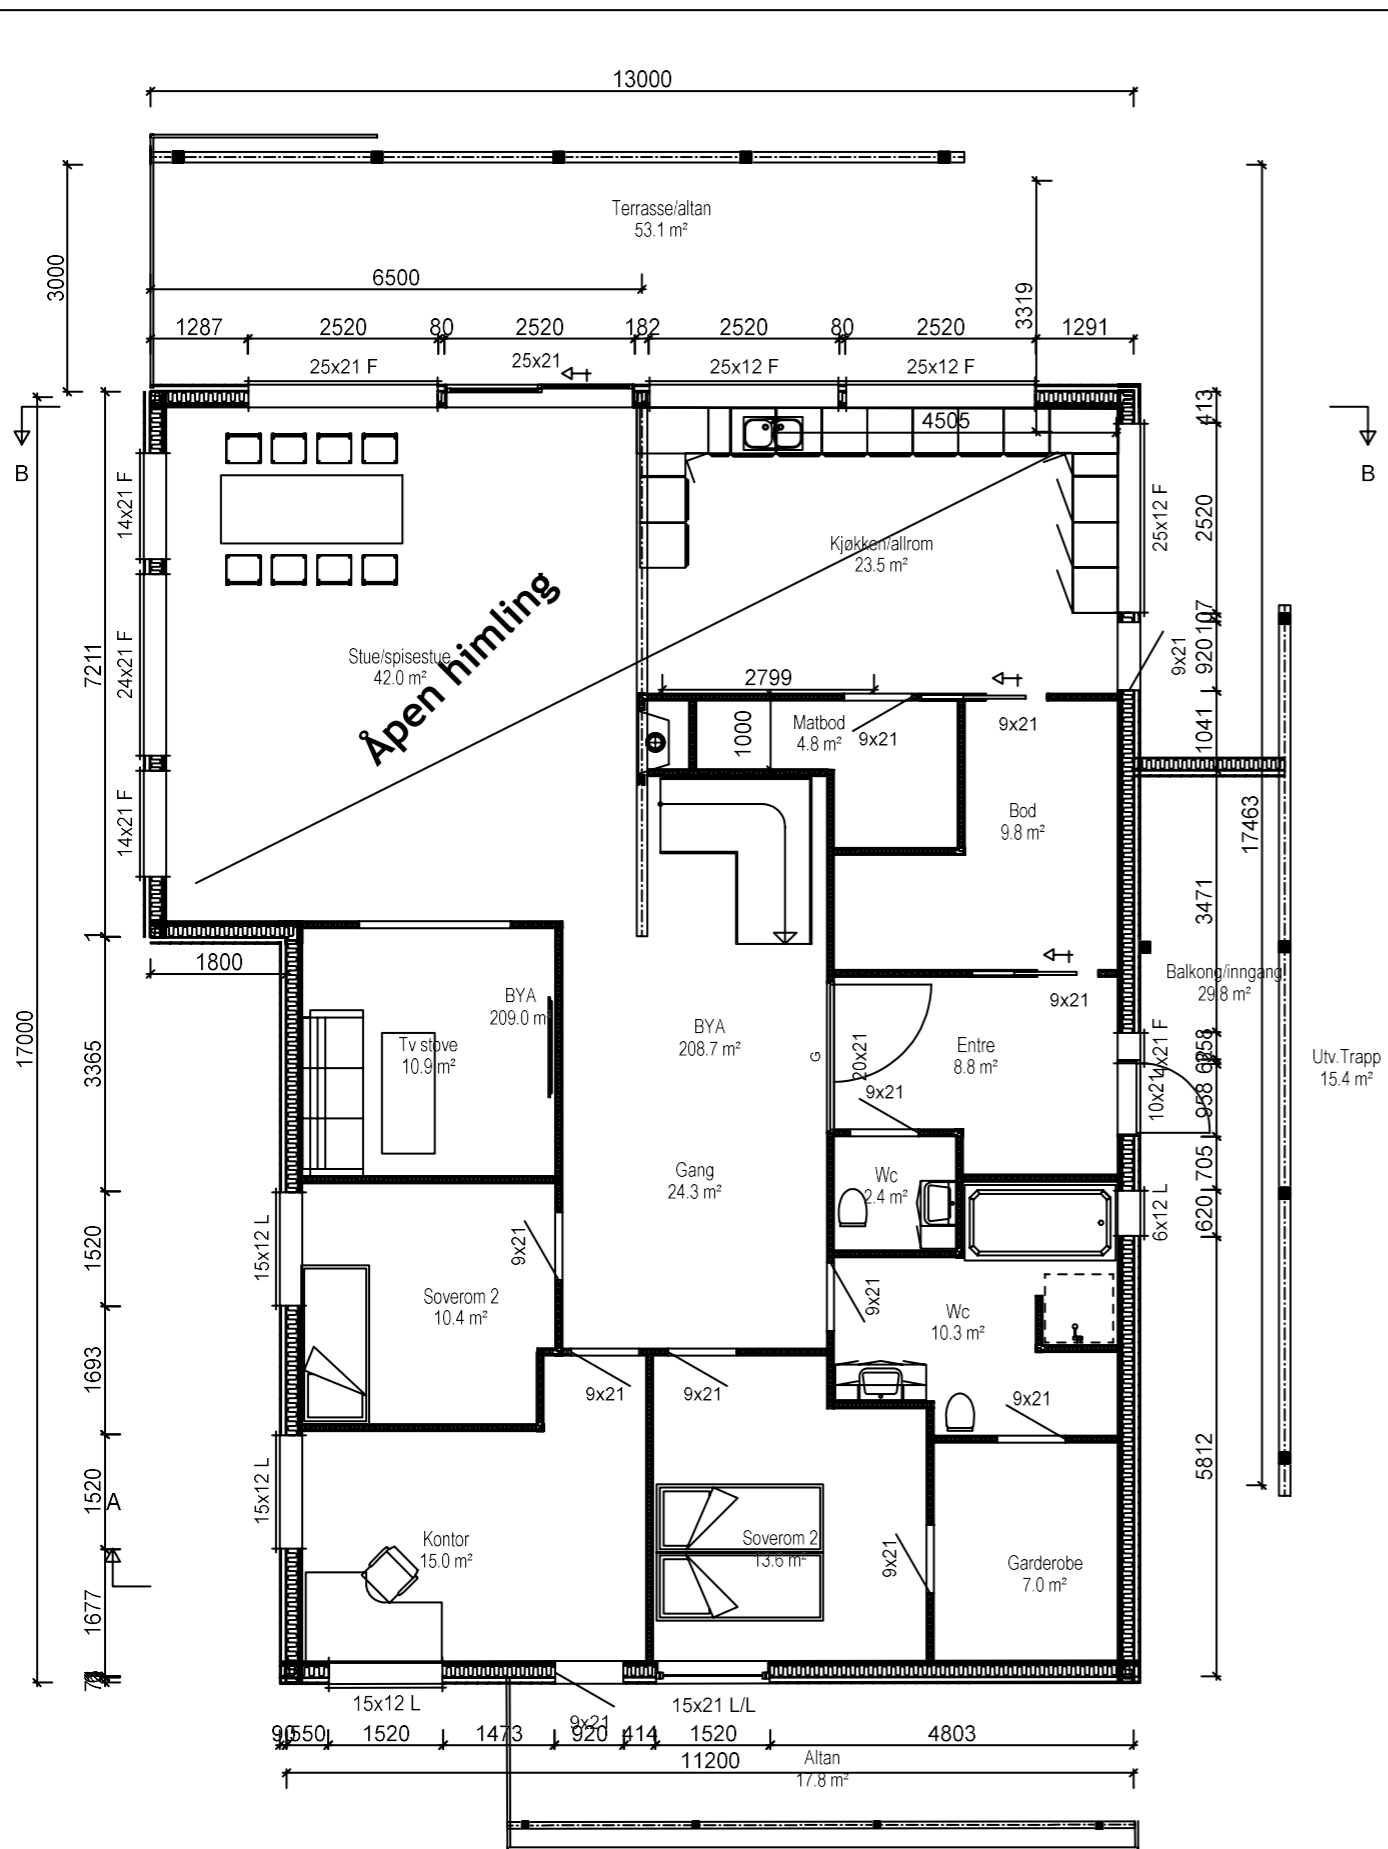 13000
Terrasse/altan
53.1 m²
3000
6500
3319
1287
2520
80
2520
182
2520
80
2520
1291
25x21 F
25x21
25x12 F
25x12 F
413
4505
B
B
14x21 F
25x12 F
2520
Kjøkken/allrom
23.5 m²
Åpen himling
107
7211
24x21 F
Stue/spisestue
42.0 m²
920
9x21
2799
Matbod
4.8 m²
9x21
9x21
1000
1041
14x21 F
Bod
9.8 m²
17463
3471
1
1800
Balkong/inngang
29.8 m²
BYA
209.0 m²
9x21
17000
BYA
208.7 m²
Tv stove
10.9 m²
3365
G
20x21
Entre
8.8 m²
4x21 F
Utv.Trapp
15.4 m²
10x21
958
9x21
705
Gang
24.3 m²
Wc
2.4 m²
6x12 L
620
1520
15x12 L
9x21
Soverom 2
10.4 m²
9x21
Wc
10.3 m²
1693
9x21
9x21
9x21
5812
1520
15x12 L
A
Kontor
15.0 m²
Soverom 2
13.6 m²
9x21
Garderobe
7.0 m²
1677
15x12 L
15x21 L/L
9x21
90
550
1520
1473
920
414
1520
4803
11200
Altan
17.8 m²